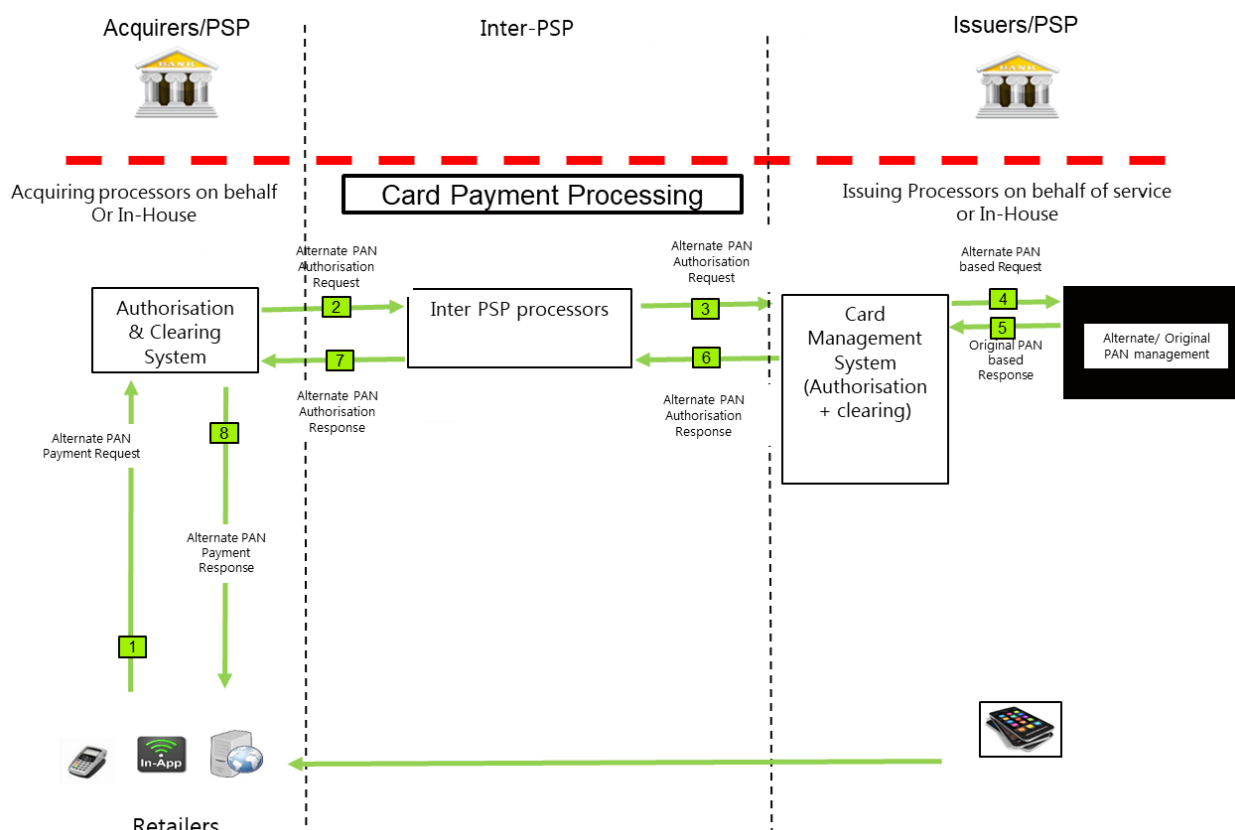 Acquirers/PSP
Inter-PSP
Issuers/PSP
BANK
BANK
Acquiring processors on behalf
Or In-House
Card Payment Processing
Issuing Processors on behalf of service
or In-House
Alternate PAN
Authorisation
Request
Alternate PAN
Authorisation
Request
Alternate PAN
based Request
2
3
4
5
Authorisation
& Clearing
System
Inter PSP processors
Card
Management
System
(Authorisation
+ clearing)
Alternate/ Original
PAN management
7
6
Original PAN
based
Response
Alternate PAN
Authorisation
Response
Alternate PAN
Authorisation
Response
8
Alternate PAN
Payment Request
Alternate PAN
Payment
Response
1
In-App
Retailers